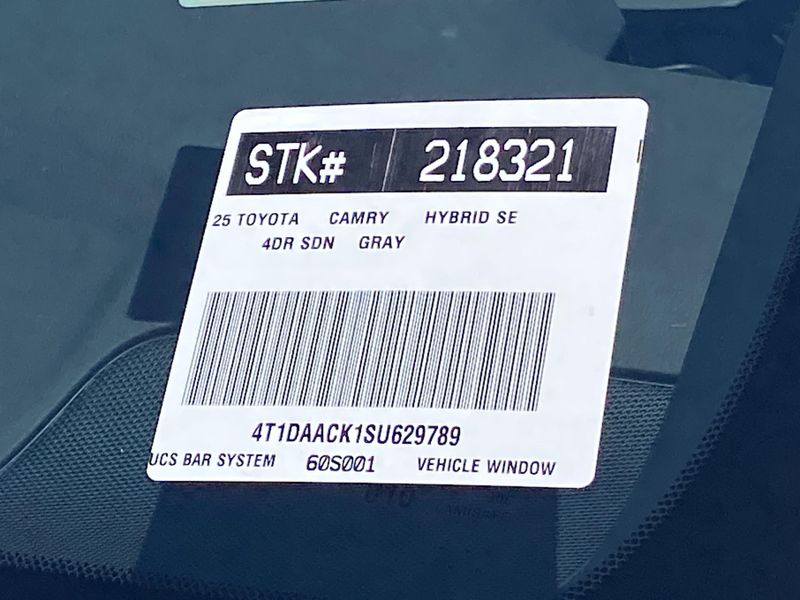 STK# 218321
25 TOYOTA CAMRY HYBRID SE
4DR SDN GRAY
4T1DAACK1SU629789
UCS BAR SYSTEM 60S001 VEHICLE WINDOW